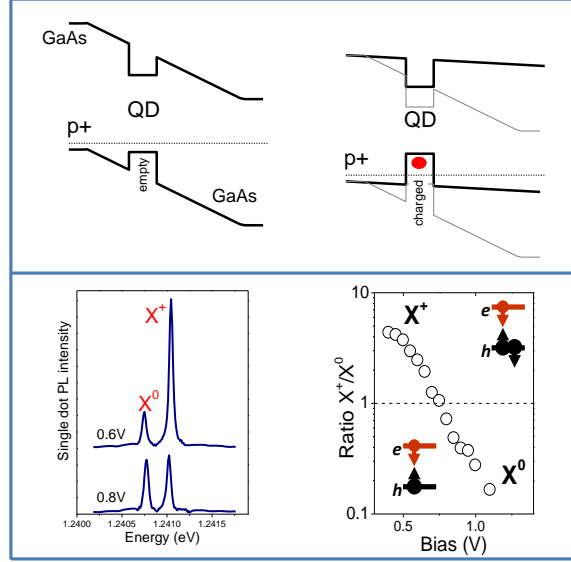 GaAs
QD
p+
empty
GaAs
QD
p+
charged
X⁺
X⁰
0.6V
0.8V
Single dot PL intensity
1.2400 1.2405 1.2410 1.2415
Energy (eV)
10
1
0.1
Ratio X⁺/X⁰
X⁺
e
h
e
h
X⁰
0.5 1.0
Bias (V)